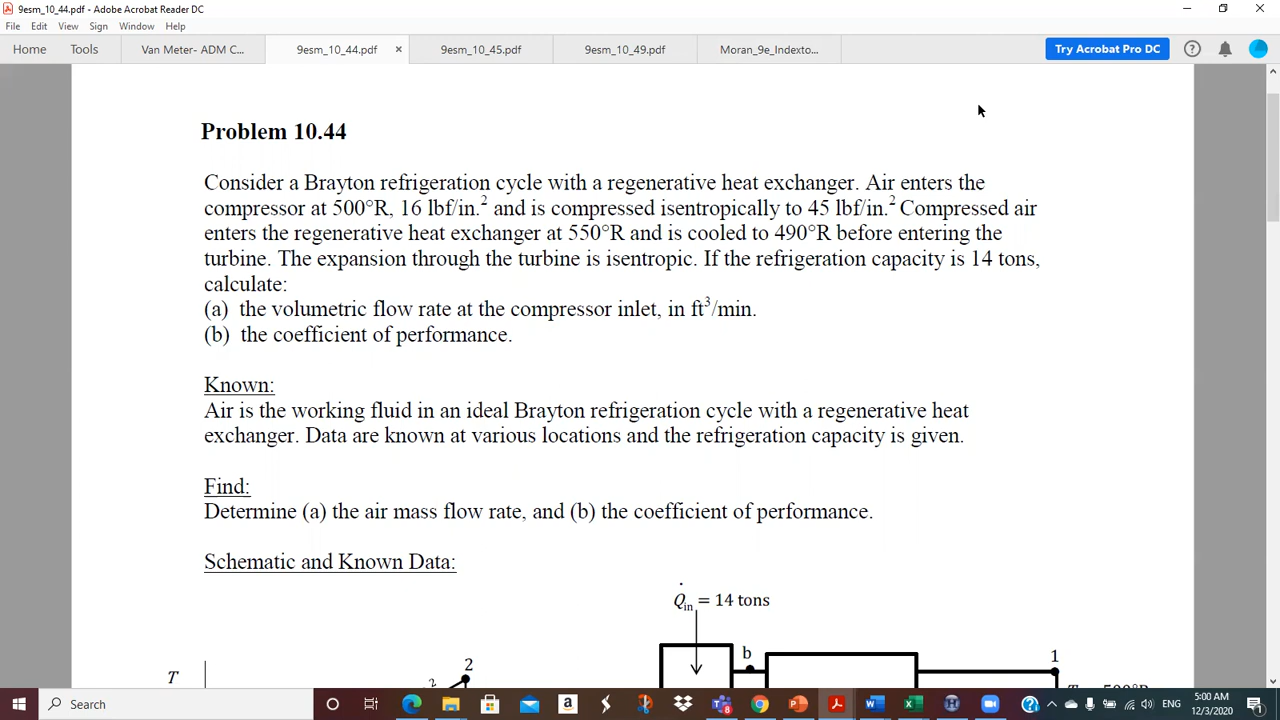 9esm_10_44.pdf - Adobe Acrobat Reader DC
File Edit View Sign Window Help
Home Tools Van Meter- ADM C... 9esm_10_44.pdf × 9esm_10_45.pdf 9esm_10_49.pdf Moran_9e_Indexto... Try Acrobat Pro DC
Problem 10.44
Consider a Brayton refrigeration cycle with a regenerative heat exchanger. Air enters the
compressor at 500°R, 16 lbf/in.² and is compressed isentropically to 45 lbf/in.² Compressed air
enters the regenerative heat exchanger at 550°R and is cooled to 490°R before entering the
turbine. The expansion through the turbine is isentropic. If the refrigeration capacity is 14 tons,
calculate:
(a) the volumetric flow rate at the compressor inlet, in ft³/min.
(b) the coefficient of performance.
Known:
Air is the working fluid in an ideal Brayton refrigeration cycle with a regenerative heat
exchanger. Data are known at various locations and the refrigeration capacity is given.
Find:
Determine (a) the air mass flow rate, and (b) the coefficient of performance.
Schematic and Known Data:
Q̇in = 14 tons
b
1
2
T
Search
ENG
5:00 AM
12/3/2020